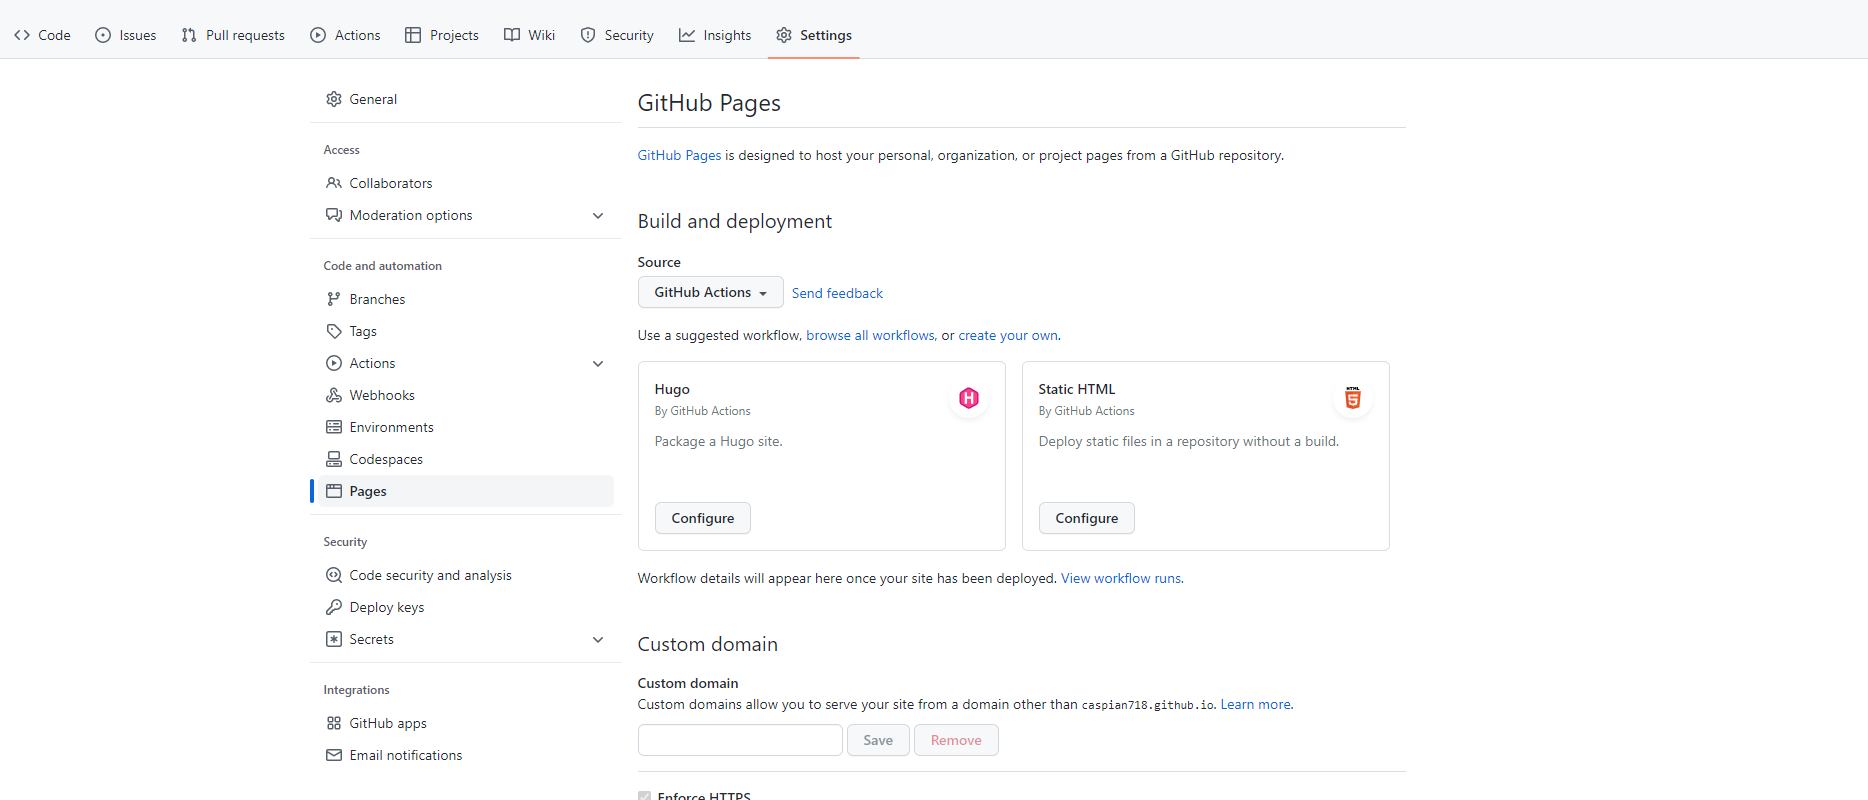 Code Issues Pull requests Actions Projects Wiki Security Insights Settings
General
Access
Collaborators
Moderation options
Code and automation
Branches
Tags
Actions
Webhooks
Environments
Codespaces
Pages
Security
Code security and analysis
Deploy keys
Secrets
Integrations
GitHub apps
Email notifications
GitHub Pages
GitHub Pages is designed to host your personal, organization, or project pages from a GitHub repository.
Build and deployment
Source
GitHub Actions Send feedback
Use a suggested workflow, browse all workflows, or create your own.
Hugo
By GitHub Actions
Package a Hugo site.
Configure
H
Static HTML
By GitHub Actions
Deploy static files in a repository without a build.
Configure
HTML
5
Workflow details will appear here once your site has been deployed. View workflow runs.
Custom domain
Custom domain
Custom domains allow you to serve your site from a domain other than caspian718.github.io. Learn more.
Save Remove
Enforce HTTPS